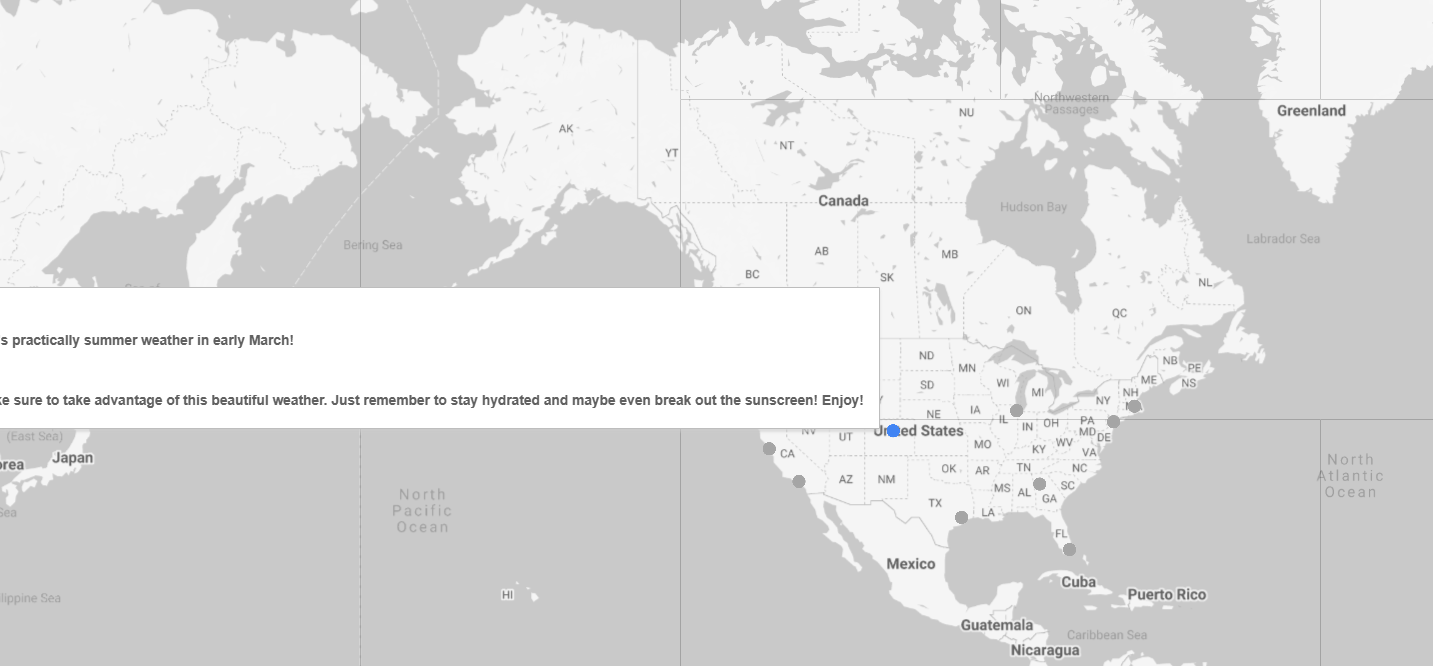 Northwestern
Passages
Greenland
NU
AK
NT
YT
Canada
Hudson Bay
Labrador Sea
Bering Sea
AB
MB
BC
SK
NL
ON
QC
s practically summer weather in early March!
ND
MN
NB
PE
ME
NS
WI
SD
MI
NH
e sure to take advantage of this beautiful weather. Just remember to stay hydrated and maybe even break out the sunscreen! Enjoy!
NY
IA
NE
IL
IN
OH
PA
MD
DE
(East Sea)
NV
UT
United States
MO
KY
WV
VA
orea
Japan
CA
North
Atlantic
Ocean
AZ
NM
OK
AR
TN
NC
MS
AL
GA
SC
North
Pacific
Ocean
TX
LA
FL
Sea
Mexico
Cuba
Puerto Rico
HI
lippine Sea
Guatemala
Caribbean Sea
Nicaragua